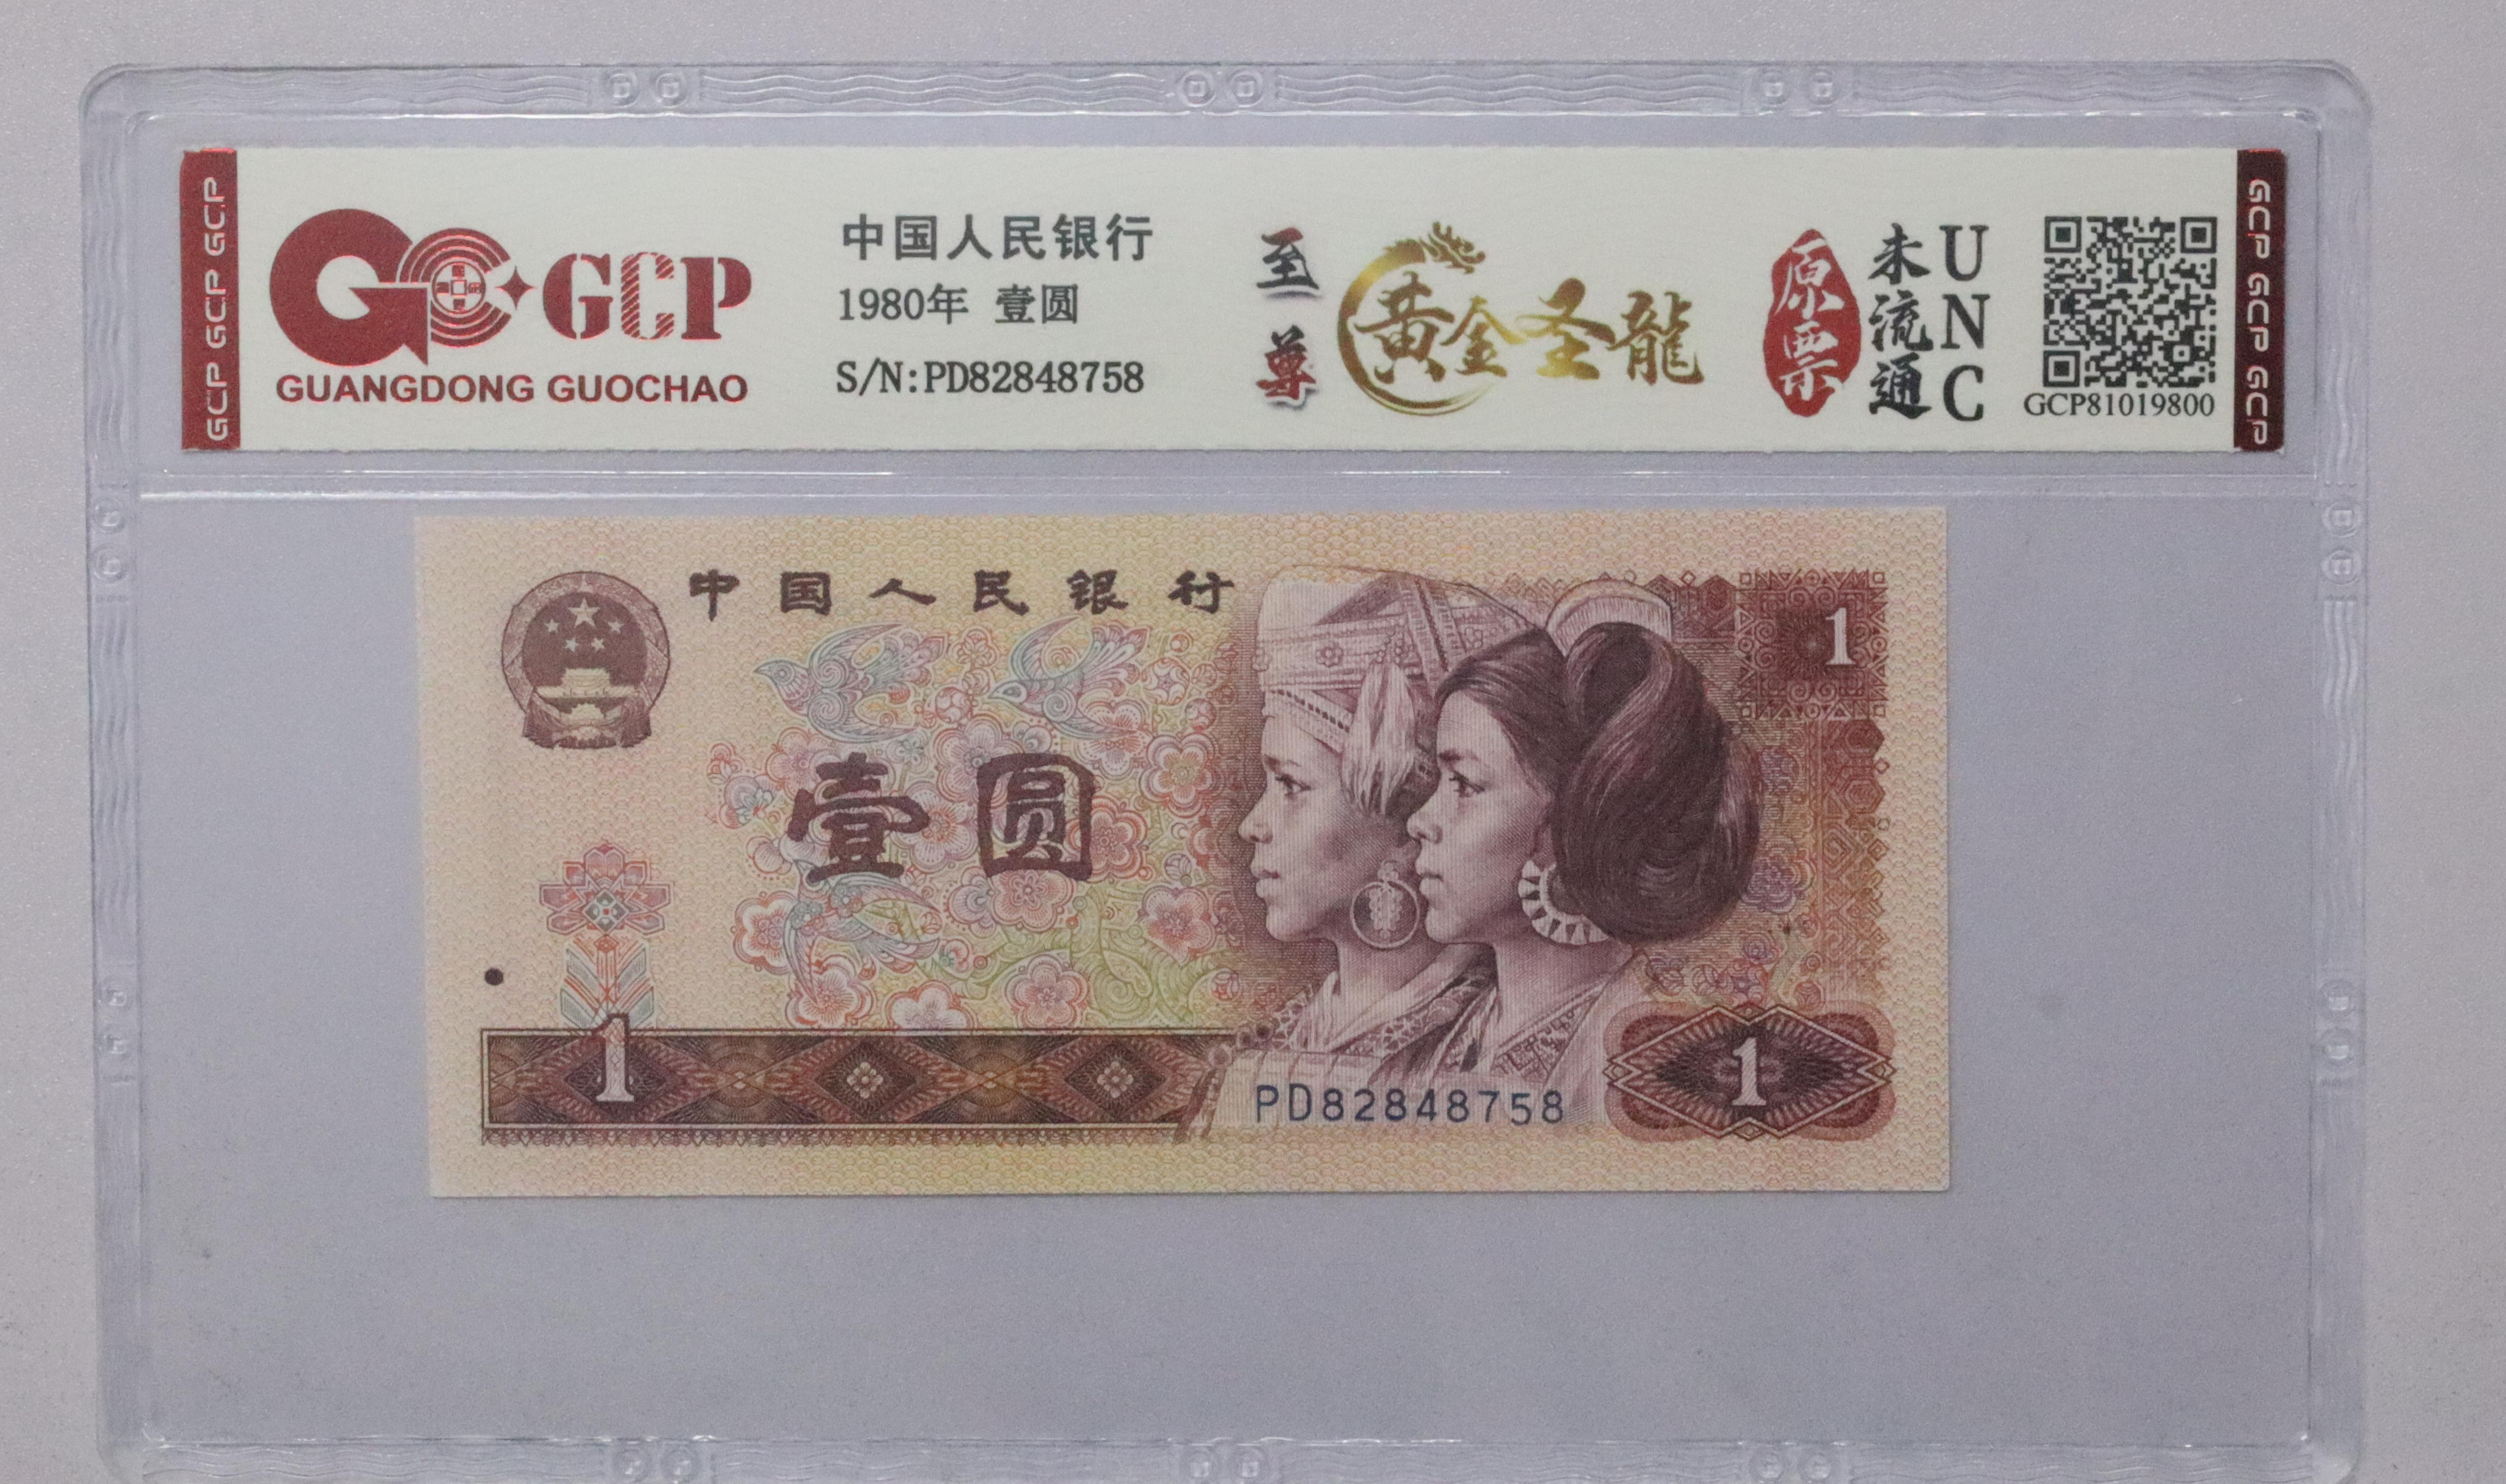 GCP GCP GCP
GCP
GUANGDONG GUOCHAO
中国人民银行
1980年 壹圆
S/N:PD82848758
至尊
黄金圣龍
原票
未流通
UNC
GCP81019800
GCP GCP GCP
中国人民银行
1
壹圆
1
1
PD82848758